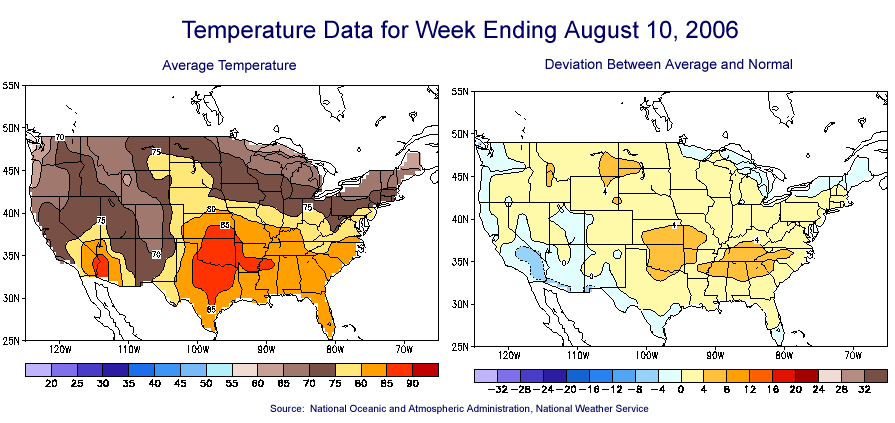 Temperature Data for Week Ending August 10, 2006
Average Temperature
Deviation Between Average and Normal
55N
50N
45N
40N
35N
30N
25N
70
75
80
85
75
75
70
85
120W 110W 100W 90W 80W 70W
20 25 30 35 40 45 50 55 60 65 70 75 80 85 90
55N
50N
45N
40N
35N
30N
25N
4
4
4
0
0
0
120W 110W 100W 90W 80W 70W
-32 -28 -24 -20 -16 -12 -8 -4 0 4 8 12 16 20 24 28 32
Source: National Oceanic and Atmospheric Administration, National Weather Service